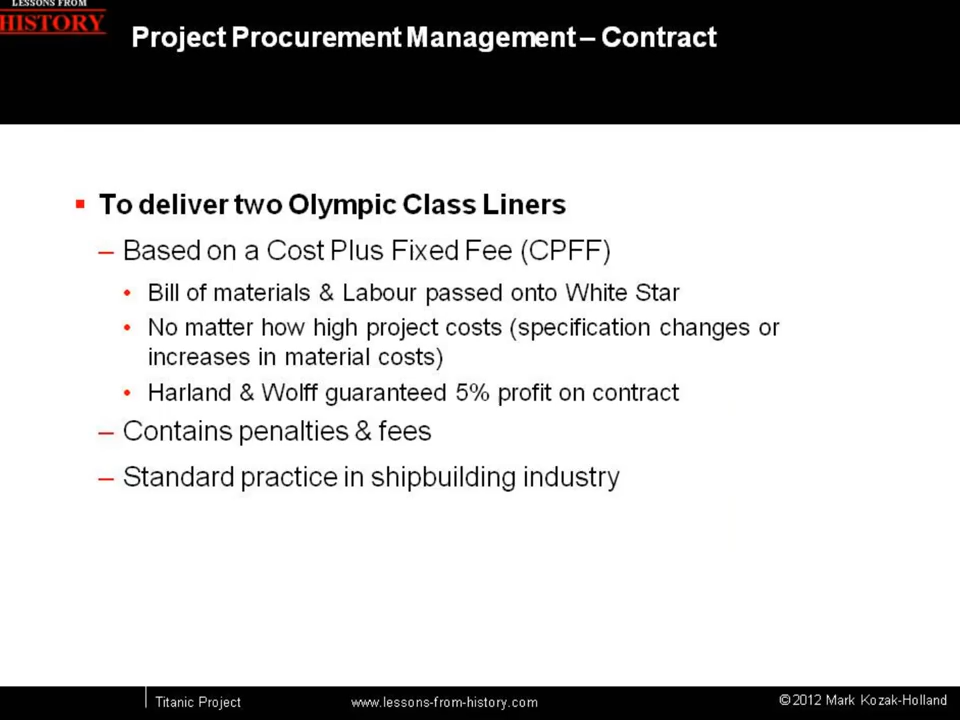 LESSONS FROM
HISTORY
Project Procurement Management – Contract
▪ To deliver two Olympic Class Liners
– Based on a Cost Plus Fixed Fee (CPFF)
• Bill of materials & Labour passed onto White Star
• No matter how high project costs (specification changes or
increases in material costs)
• Harland & Wolff guaranteed 5% profit on contract
– Contains penalties & fees
– Standard practice in shipbuilding industry
Titanic Project
www.lessons-from-history.com
©2012 Mark Kozak-Holland